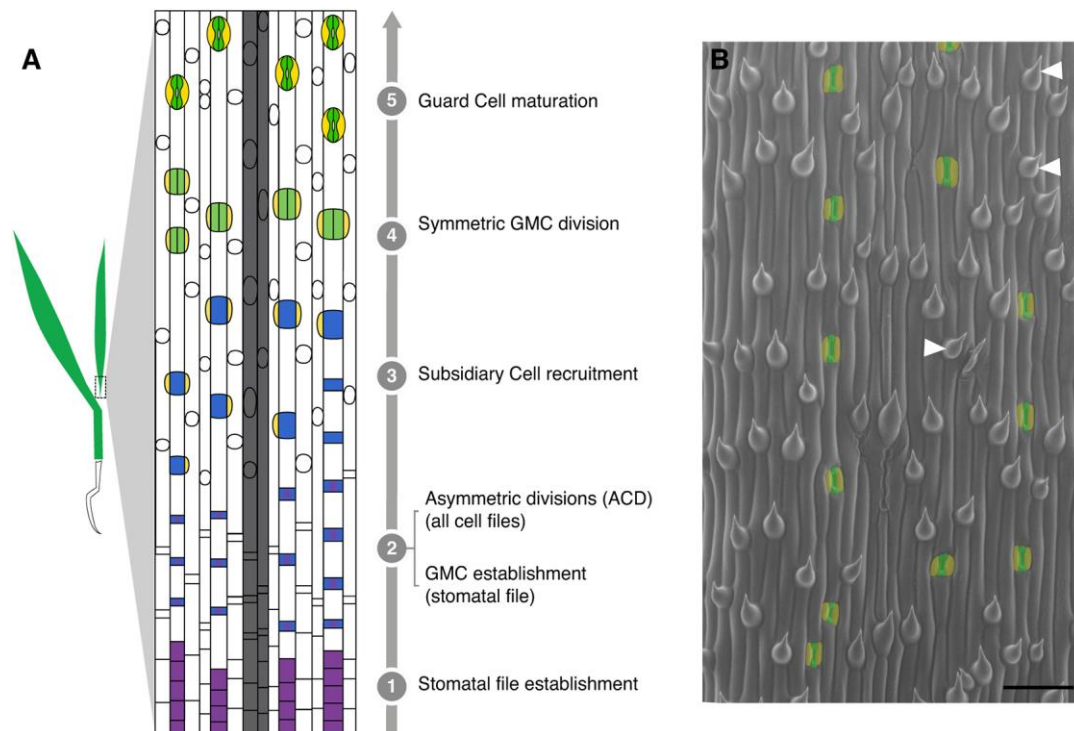 A
B
5 Guard Cell maturation
4 Symmetric GMC division
3 Subsidiary Cell recruitment
Asymmetric divisions (ACD)
(all cell files)
2
GMC establishment
(stomatal file)
1 Stomatal file establishment